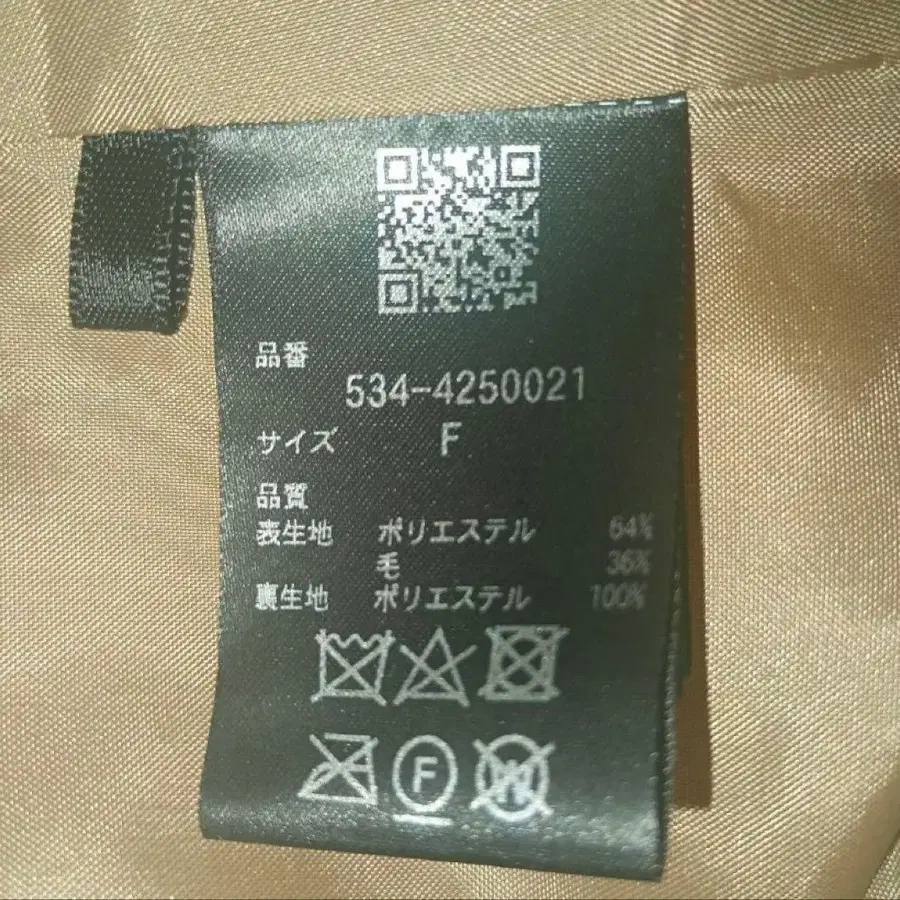 品番
534-4250021
サイズ F
品質
表生地 ポリエステル 64%
毛 36%
裏生地 ポリエステル 100%
F
W